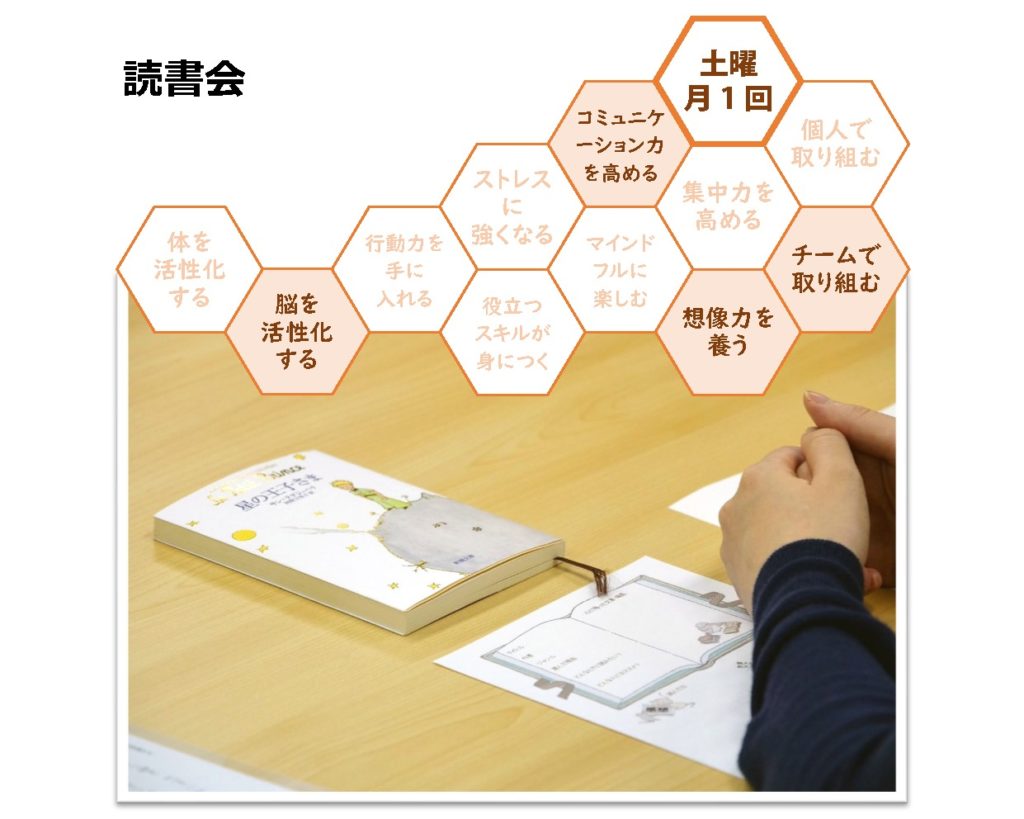 読書会
土曜
月1回
コミュニケ
ーション力
を高める
個人で
取り組む
ストレス
に
強くなる
集中力を
高める
体を
活性化
する
行動力を
手に
入れる
マインド
フルに
楽しむ
チームで
取り組む
脳を
活性化
する
役立つ
スキルが
身につく
想像力を
養う
星の王子さま